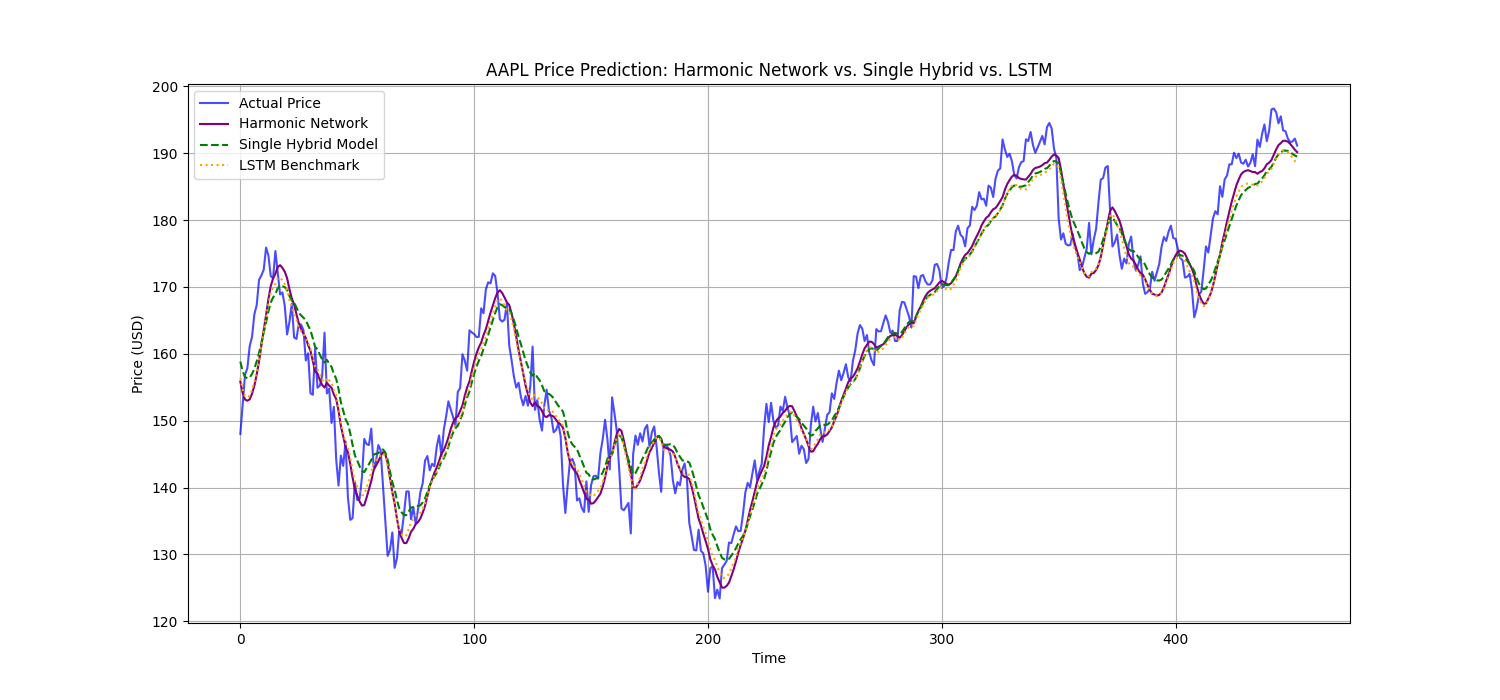 AAPL Price Prediction: Harmonic Network vs. Single Hybrid vs. LSTM
Actual Price
Harmonic Network
Single Hybrid Model
LSTM Benchmark
Price (USD)
200
190
180
170
160
150
140
130
120
0 100 200 300 400
Time